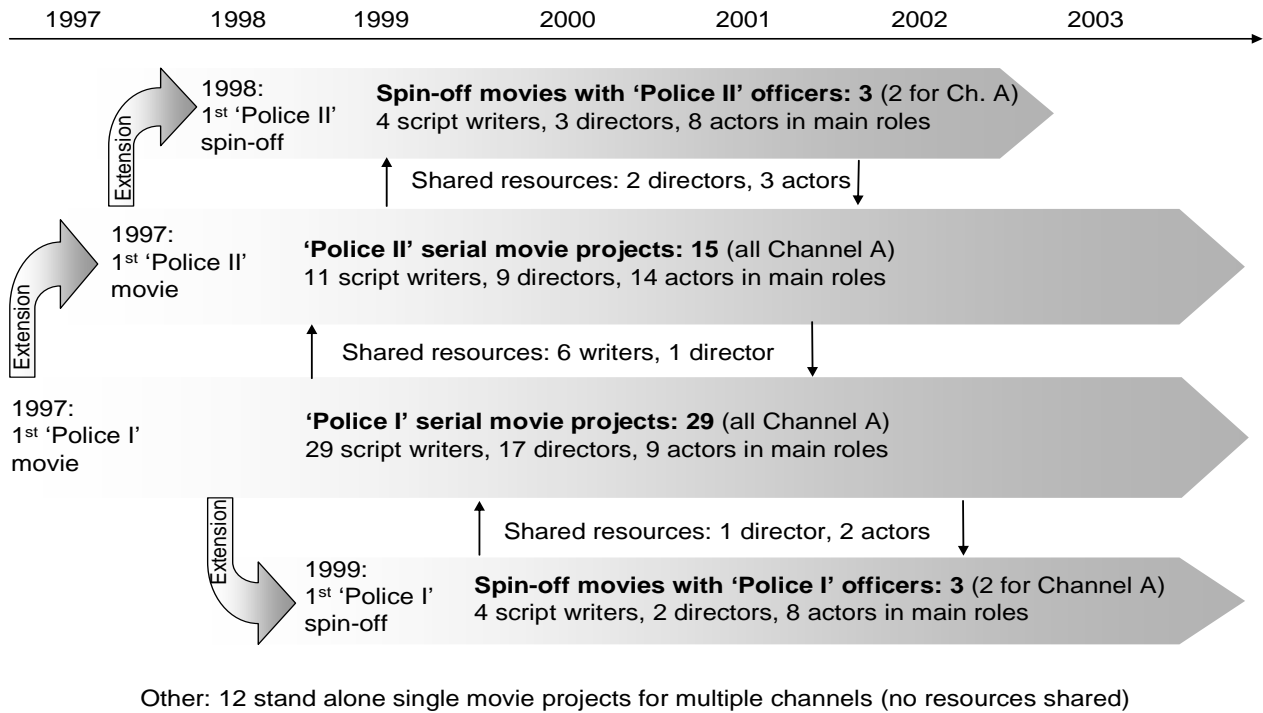 1997 1998 1999 2000 2001 2002 2003
1998:
1st ‘Police II’
spin-off
Spin-off movies with ‘Police II’ officers: 3 (2 for Ch. A)
4 script writers, 3 directors, 8 actors in main roles
Extension
Shared resources: 2 directors, 3 actors
1997:
1st ‘Police II’
movie
‘Police II’ serial movie projects: 15 (all Channel A)
11 script writers, 9 directors, 14 actors in main roles
Extension
Shared resources: 6 writers, 1 director
1997:
1st ‘Police I’
movie
‘Police I’ serial movie projects: 29 (all Channel A)
29 script writers, 17 directors, 9 actors in main roles
Extension
Shared resources: 1 director, 2 actors
1999:
1st ‘Police I’
spin-off
Spin-off movies with ‘Police I’ officers: 3 (2 for Channel A)
4 script writers, 2 directors, 8 actors in main roles
Other: 12 stand alone single movie projects for multiple channels (no resources shared)